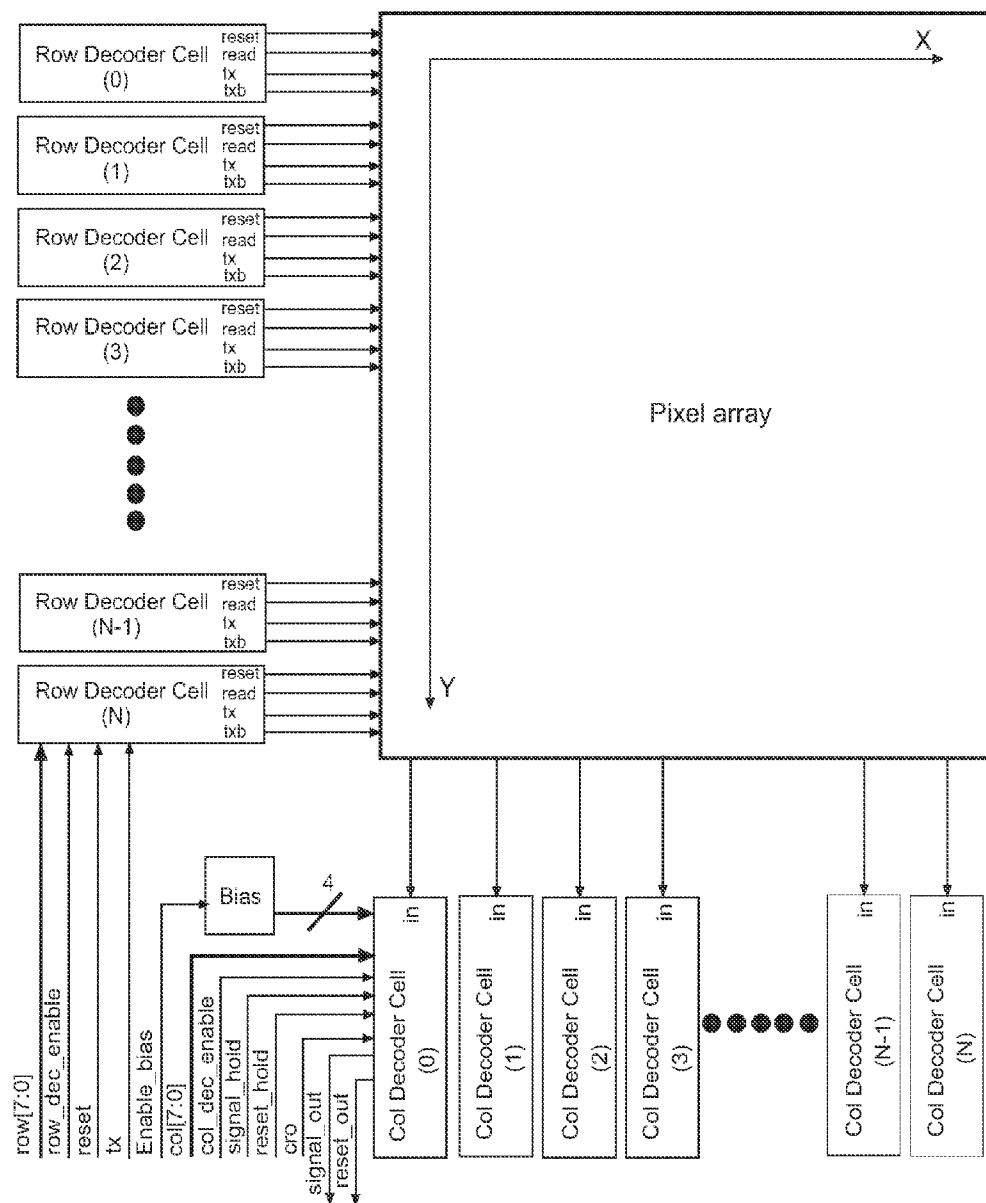 Row Decoder Cell
(0)
reset
read
tx
txb
X
Row Decoder Cell
(1)
reset
read
tx
txb
Row Decoder Cell
(2)
reset
read
tx
txb
Row Decoder Cell
(3)
reset
read
tx
txb
Pixel array
Row Decoder Cell
(N-1)
reset
read
tx
txb
Row Decoder Cell
(N)
reset
read
tx
txb
Y
Bias
4
row[7:0]
row_dec_enable
reset
tx
Enable_bias
col[7:0]
col_dec_enable
signal_hold
reset_hold
cro
signal_out
reset_out
in
Col Decoder Cell
(0)
in
Col Decoder Cell
(1)
in
Col Decoder Cell
(2)
in
Col Decoder Cell
(3)
in
Col Decoder Cell
(N-1)
in
Col Decoder Cell
(N)